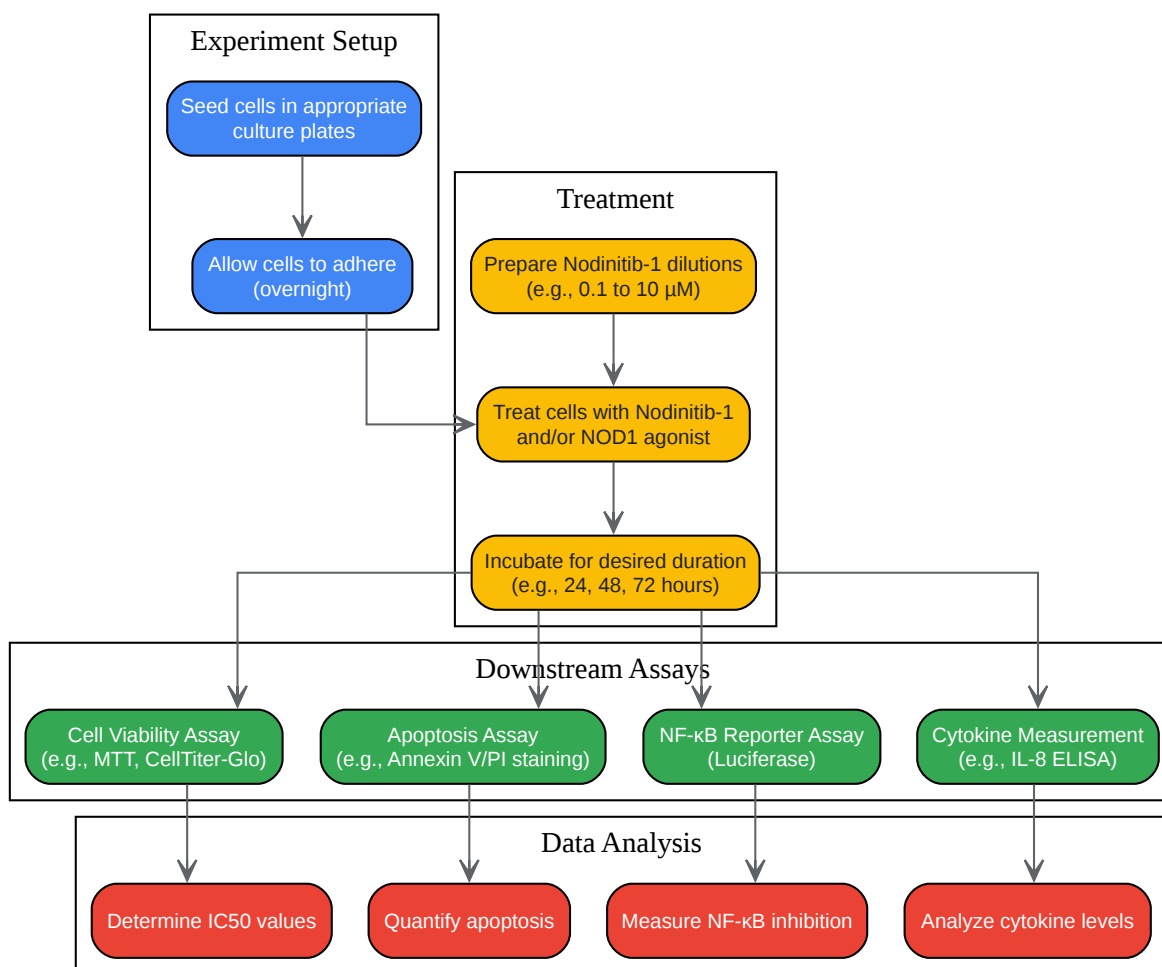 Experiment Setup
Seed cells in appropriate
culture plates
Allow cells to adhere
(overnight)
Treatment
Prepare Nodinitib-1 dilutions
(e.g., 0.1 to 10 µM)
Treat cells with Nodinitib-1
and/or NOD1 agonist
Incubate for desired duration
(e.g., 24, 48, 72 hours)
Downstream Assays
Cell Viability Assay
(e.g., MTT, CellTiter-Glo)
Apoptosis Assay
(e.g., Annexin V/PI staining)
NF-κB Reporter Assay
(Luciferase)
Cytokine Measurement
(e.g., IL-8 ELISA)
Data Analysis
Determine IC50 values
Quantify apoptosis
Measure NF-κB inhibition
Analyze cytokine levels